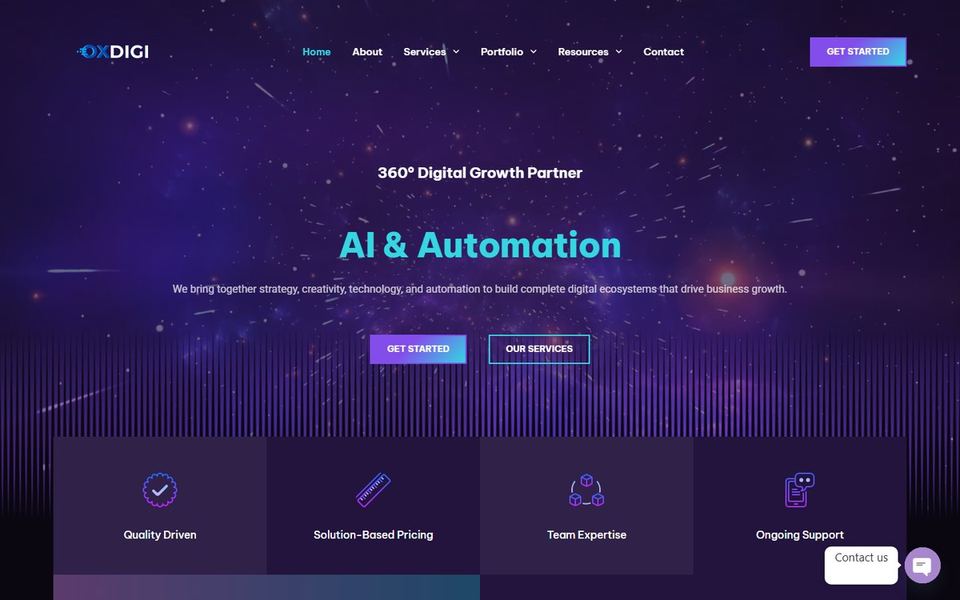 OXDIGI
Home About Services Portfolio Resources Contact
GET STARTED
360° Digital Growth Partner
AI & Automation
We bring together strategy, creativity, technology, and automation to build complete digital ecosystems that drive business growth.
GET STARTED OUR SERVICES
Quality Driven Solution-Based Pricing Team Expertise Ongoing Support
Contact us